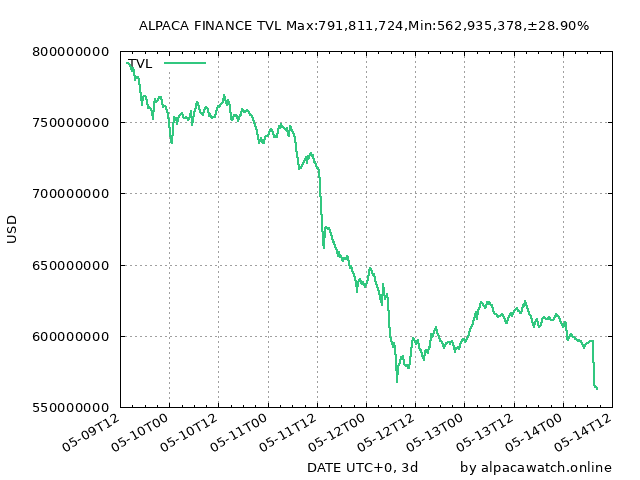 ALPACA FINANCE TVL Max:791,811,724,Min:562,935,378,±28.90%
800000000
TVL
750000000
700000000
USD
650000000
600000000
550000000
05-09T12
05-10T00
05-10T12
05-11T00
05-11T12
05-12T00
05-12T12
05-13T00
05-13T12
05-14T00
05-14T12
DATE UTC+0, 3d
by alpacawatch.online